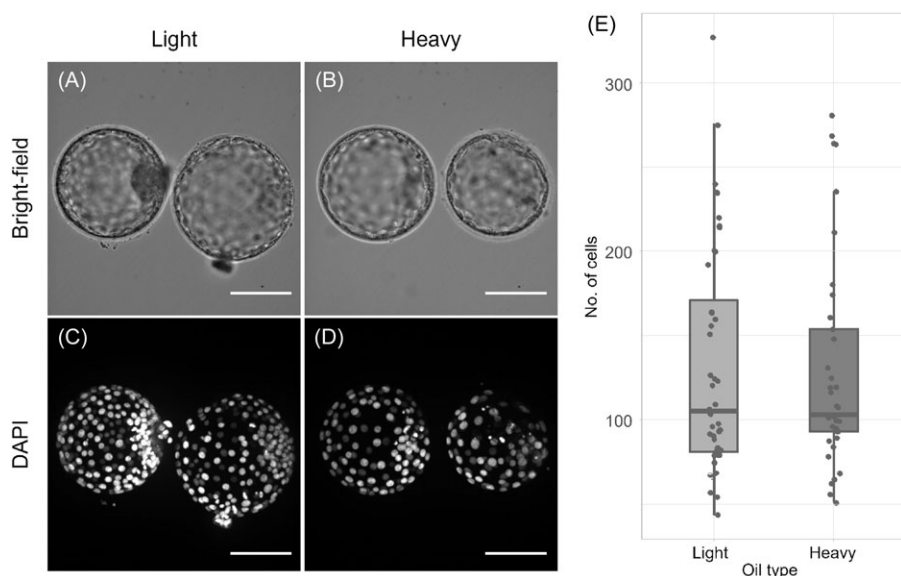 Light
Heavy
Bright-field
(A)
(B)
DAPI
(C)
(D)
(E)
No. of cells
300
200
100
Light
Heavy
Oil type